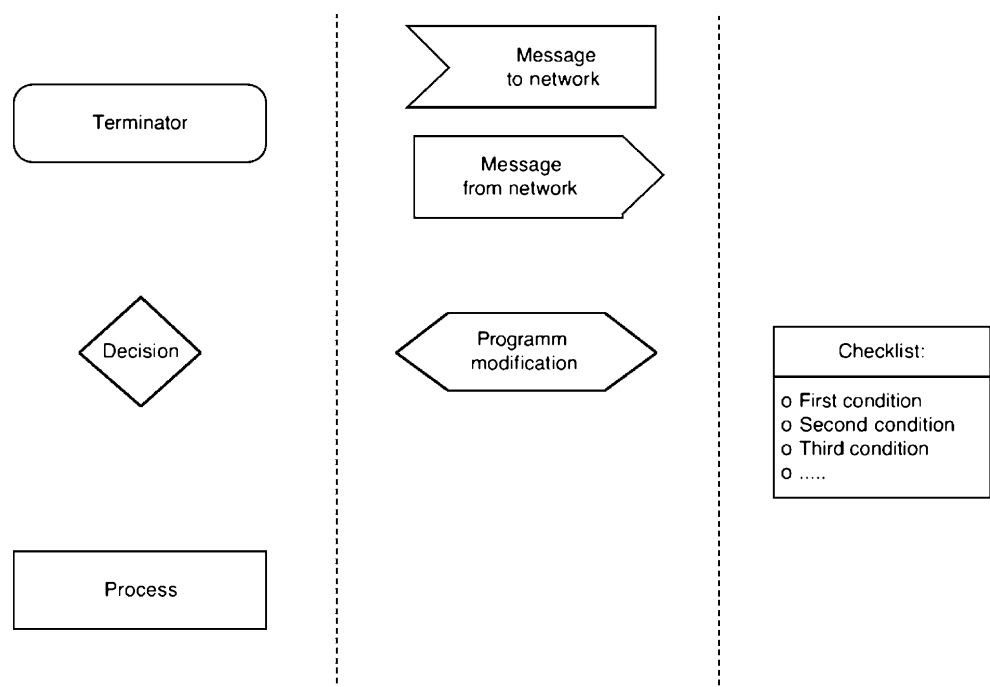 Terminator
Decision
Process
Message
to network
Message
from network
Programm
modification
Checklist:
o First condition
o Second condition
o Third condition
o .....